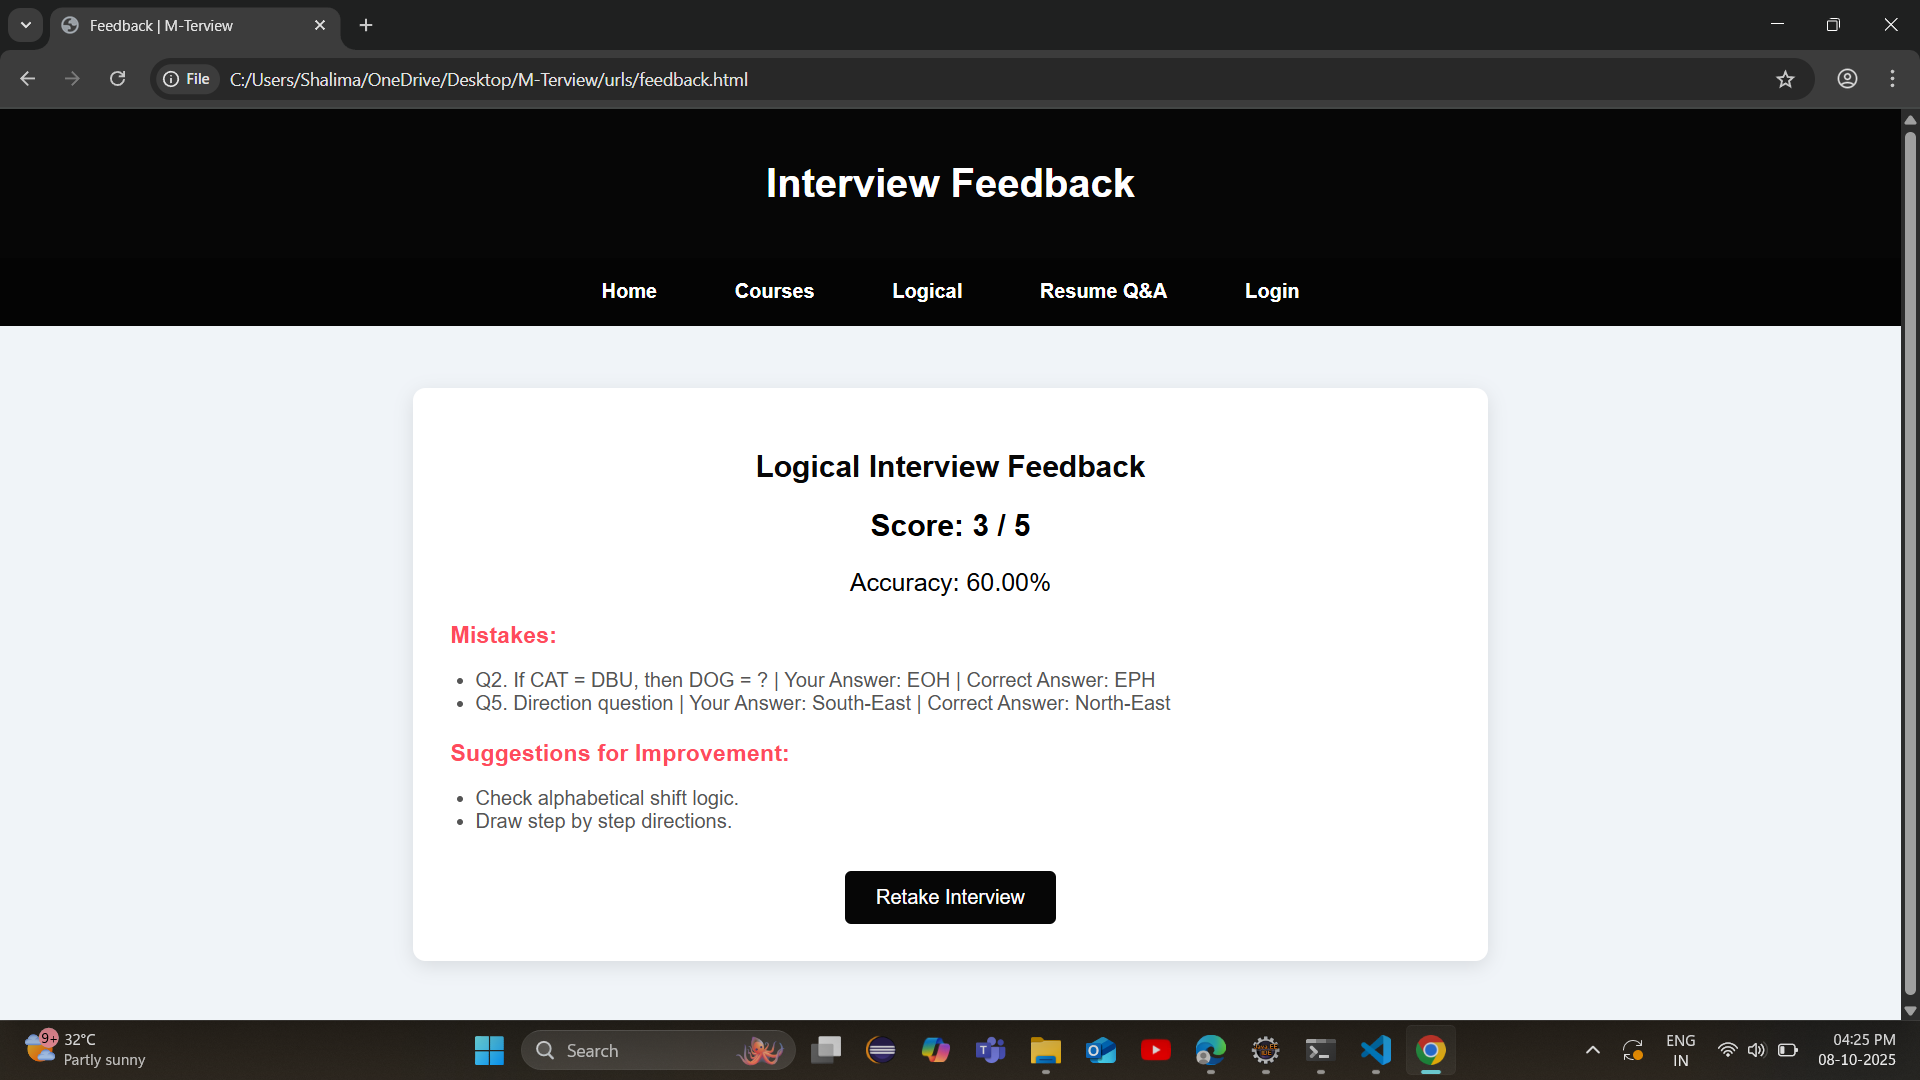 Feedback | M-Terview
File
C:/Users/Shalima/OneDrive/Desktop/M-Terview/urls/feedback.html
Interview Feedback
Home Courses Logical Resume Q&A Login
Logical Interview Feedback
Score: 3 / 5
Accuracy: 60.00%
Mistakes:
• Q2. If CAT = DBU, then DOG = ? | Your Answer: EOH | Correct Answer: EPH
• Q5. Direction question | Your Answer: South-East | Correct Answer: North-East
Suggestions for Improvement:
• Check alphabetical shift logic.
• Draw step by step directions.
Retake Interview
9+
32°C
Partly sunny
Search
ENG
IN
04:25 PM
08-10-2025